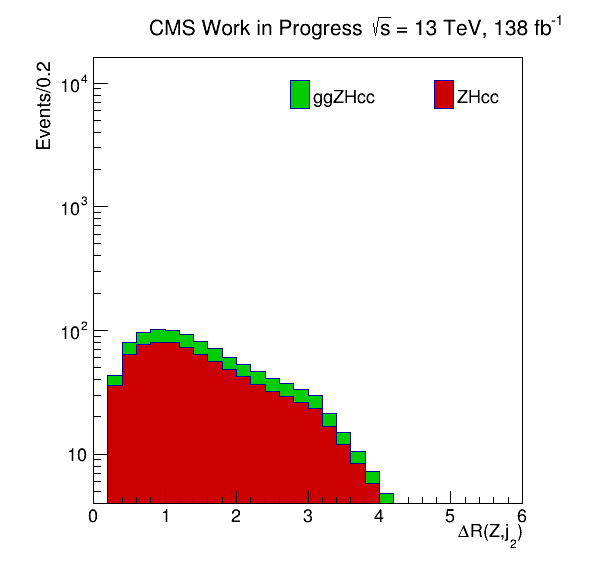 CMS Work in Progress √s = 13 TeV, 138 fb⁻¹
Events/0.2
ggZHcc ZHcc
10⁴
10³
10²
10
0 1 2 3 4 5 6
ΔR(Z,j₂)